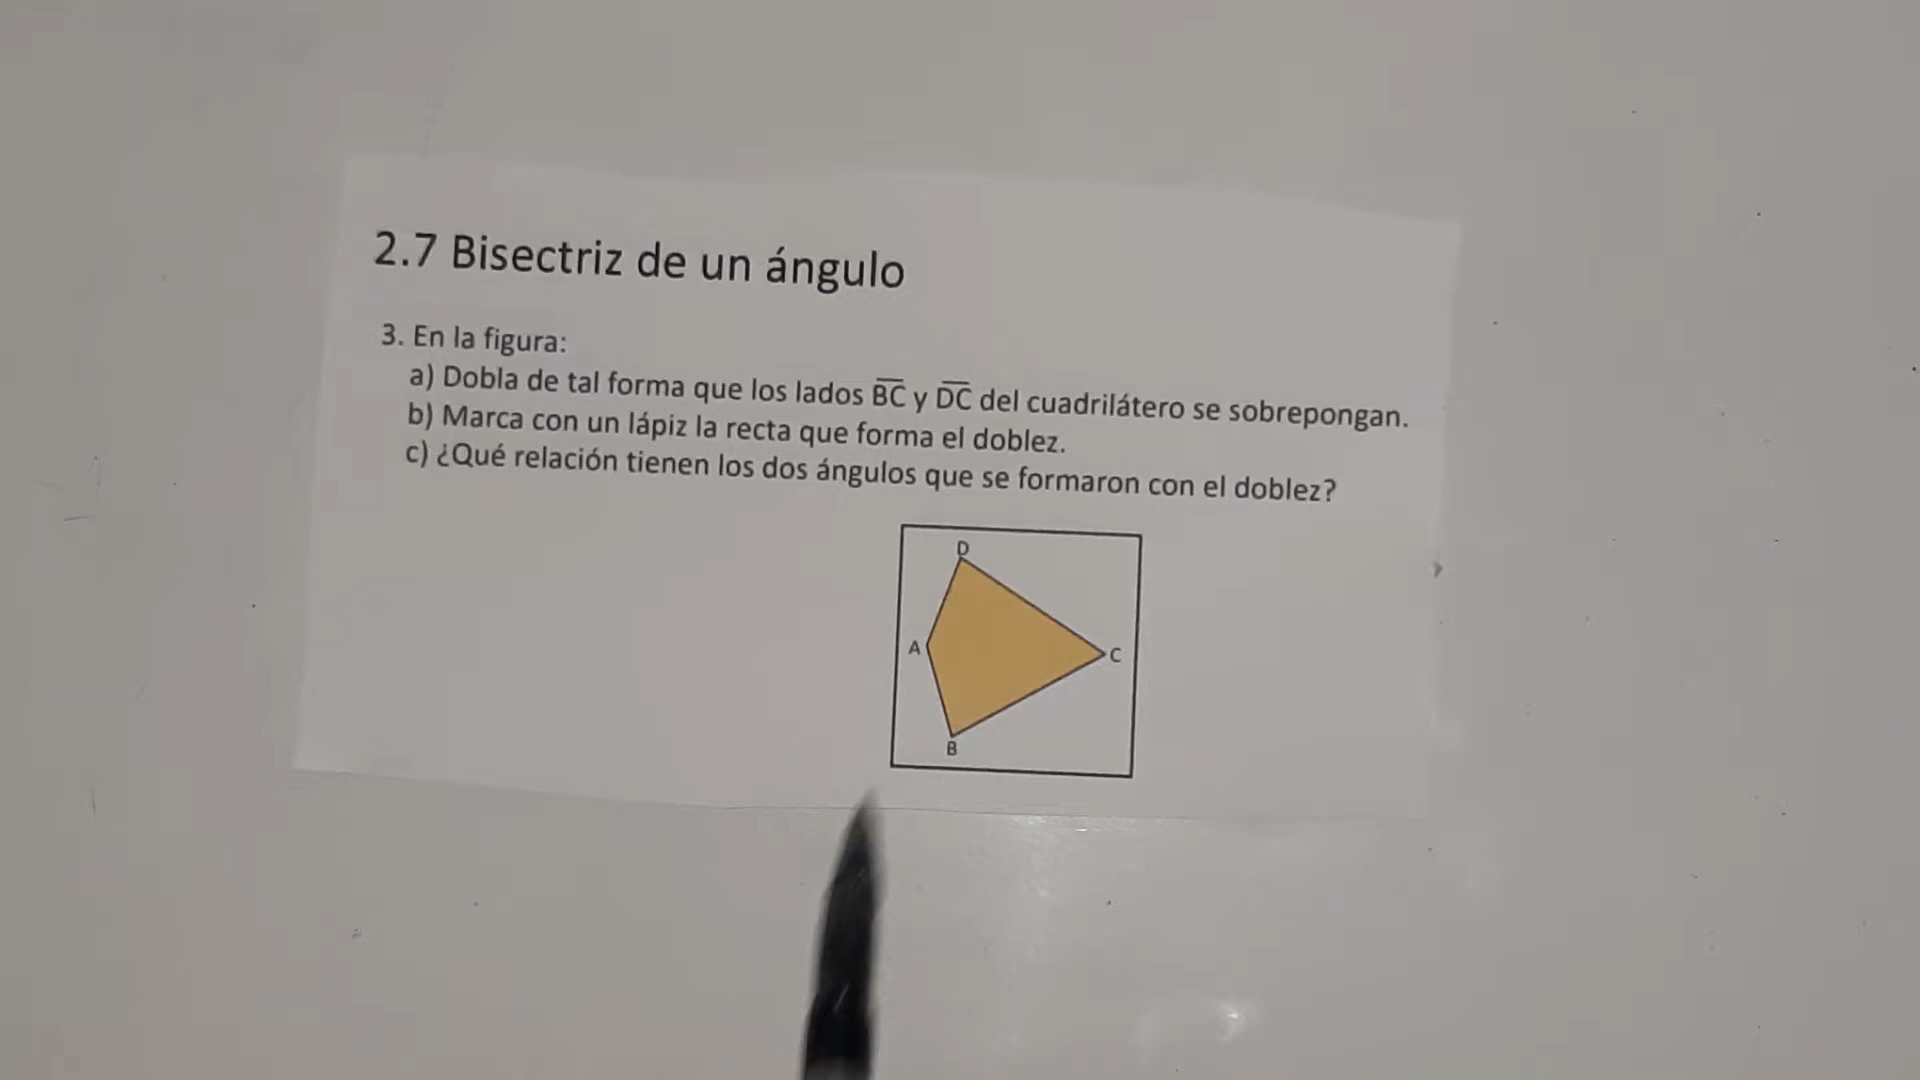 2.7 Bisectriz de un ángulo
3. En la figura:
a) Dobla de tal forma que los lados B̅C̅ y D̅C̅ del cuadrilátero se sobrepongan.
b) Marca con un lápiz la recta que forma el doblez.
c) ¿Qué relación tienen los dos ángulos que se formaron con el doblez?
D
A
C
B